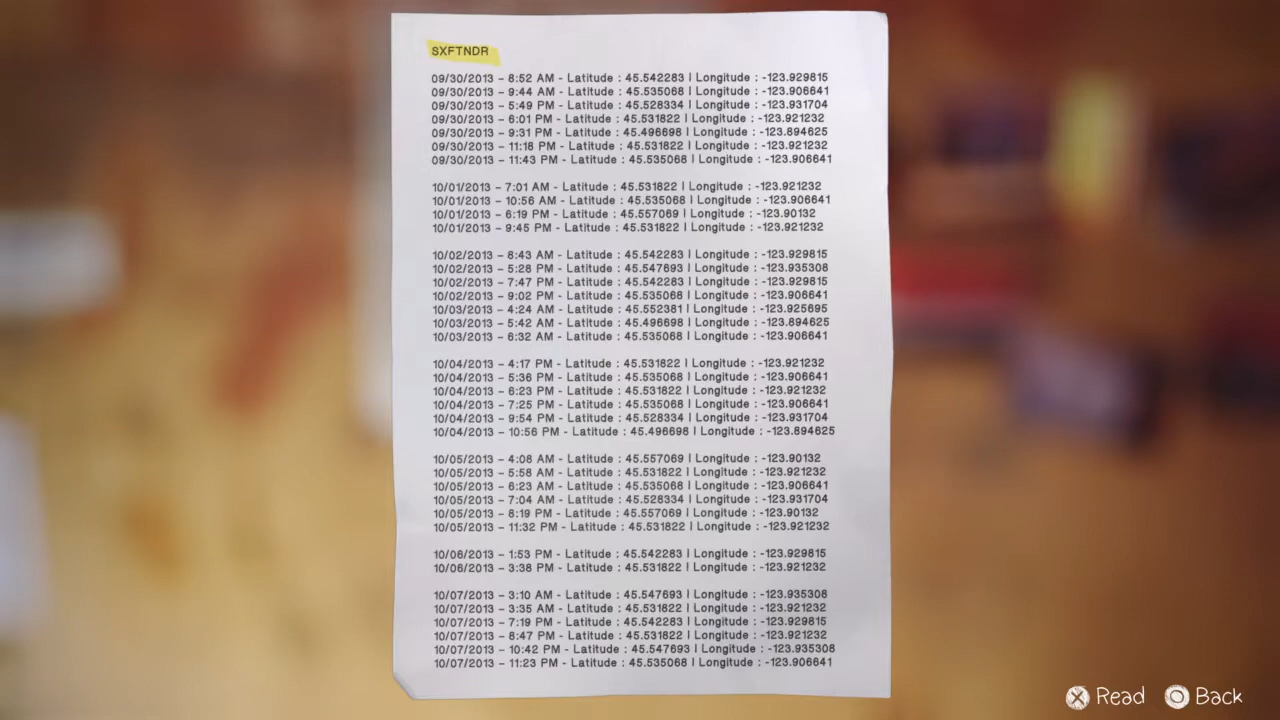 SXFTNDR
09/30/2013 - 8:52 AM - Latitude : 45.542283 | Longitude : -123.929815
09/30/2013 - 9:44 AM - Latitude : 45.535068 | Longitude : -123.906641
09/30/2013 - 5:49 PM - Latitude : 45.528334 | Longitude : -123.931704
09/30/2013 - 6:01 PM - Latitude : 45.531822 | Longitude : -123.921232
09/30/2013 - 9:31 PM - Latitude : 45.496698 | Longitude : -123.894625
09/30/2013 - 11:18 PM - Latitude : 45.531822 | Longitude : -123.921232
09/30/2013 - 11:43 PM - Latitude : 45.535068 | Longitude : -123.906641
10/01/2013 - 7:01 AM - Latitude : 45.531822 | Longitude : -123.921232
10/01/2013 - 10:56 AM - Latitude : 45.535068 | Longitude : -123.906641
10/01/2013 - 6:19 PM - Latitude : 45.557069 | Longitude : -123.90132
10/01/2013 - 9:45 PM - Latitude : 45.531822 | Longitude : -123.921232
10/02/2013 - 8:43 AM - Latitude : 45.542283 | Longitude : -123.929815
10/02/2013 - 5:28 PM - Latitude : 45.547693 | Longitude : -123.935308
10/02/2013 - 7:47 PM - Latitude : 45.542283 | Longitude : -123.929815
10/02/2013 - 9:02 PM - Latitude : 45.535068 | Longitude : -123.906641
10/03/2013 - 4:24 AM - Latitude : 45.552381 | Longitude : -123.925695
10/03/2013 - 5:42 AM - Latitude : 45.496698 | Longitude : -123.894625
10/03/2013 - 6:32 AM - Latitude : 45.535068 | Longitude : -123.906641
10/04/2013 - 4:17 PM - Latitude : 45.531822 | Longitude : -123.921232
10/04/2013 - 5:36 PM - Latitude : 45.535068 | Longitude : -123.906641
10/04/2013 - 6:23 PM - Latitude : 45.531822 | Longitude : -123.921232
10/04/2013 - 7:25 PM - Latitude : 45.535068 | Longitude : -123.906641
10/04/2013 - 9:54 PM - Latitude : 45.528334 | Longitude : -123.931704
10/04/2013 - 10:56 PM - Latitude : 45.496698 | Longitude : -123.894625
10/05/2013 - 4:08 AM - Latitude : 45.557069 | Longitude : -123.90132
10/05/2013 - 5:58 AM - Latitude : 45.531822 | Longitude : -123.921232
10/05/2013 - 6:23 AM - Latitude : 45.535068 | Longitude : -123.906641
10/05/2013 - 7:04 AM - Latitude : 45.528334 | Longitude : -123.931704
10/05/2013 - 8:19 PM - Latitude : 45.557069 | Longitude : -123.90132
10/05/2013 - 11:32 PM - Latitude : 45.531822 | Longitude : -123.921232
10/06/2013 - 1:53 PM - Latitude : 45.542283 | Longitude : -123.929815
10/06/2013 - 3:38 PM - Latitude : 45.531822 | Longitude : -123.921232
10/07/2013 - 3:10 AM - Latitude : 45.547693 | Longitude : -123.935308
10/07/2013 - 3:35 AM - Latitude : 45.531822 | Longitude : -123.921232
10/07/2013 - 7:19 PM - Latitude : 45.542283 | Longitude : -123.929815
10/07/2013 - 8:47 PM - Latitude : 45.531822 | Longitude : -123.921232
10/07/2013 - 10:42 PM - Latitude : 45.547693 | Longitude : -123.935308
10/07/2013 - 11:23 PM - Latitude : 45.535068 | Longitude : -123.906641
Read Back